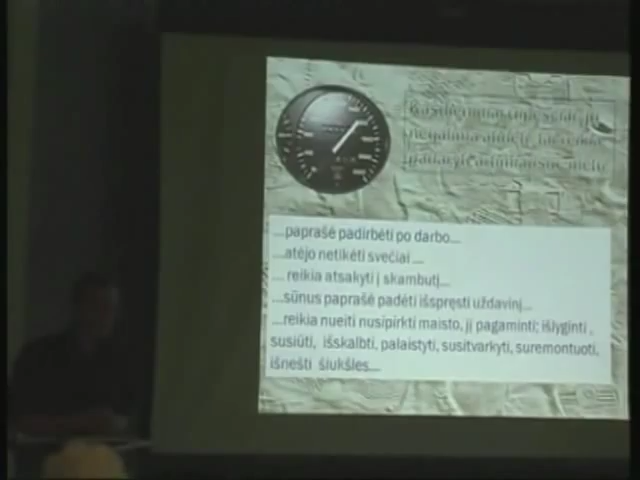 ...paprašė padirbėti po darbo...
...atėjo netikėti svečiai ...
... reikia atsakyti į skambutį...
...sūnus paprašė padėti išspręsti uždavinį...
...reikia nueiti nusipirkti maisto, jį pagaminti; išlyginti ,
susiūti, išskalbti, palaistyti, susitvarkyti, suremontuoti,
išnešti šiukšles...